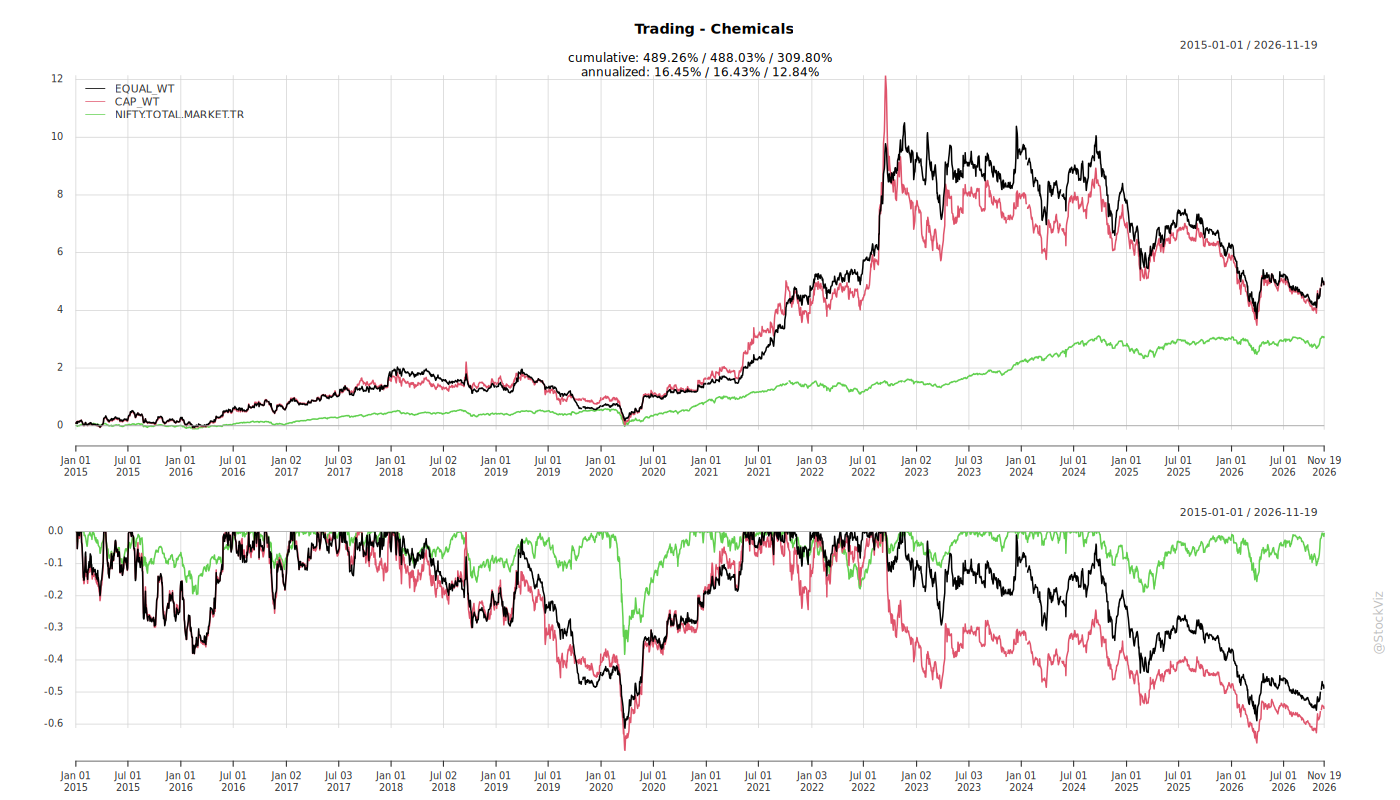 Trading - Chemicals
2015-01-01 / 2026-11-19
cumulative: 489.26% / 488.03% / 309.80%
annualized: 16.45% / 16.43% / 12.84%
EQUAL_WT
CAP_WT
NIFTY.TOTAL.MARKET.TR
12
10
8
6
4
2
0
Jan 01 Jul 01 Jan 01 Jul 01 Jan 02 Jul 03 Jan 01 Jul 02 Jan 01 Jul 01 Jan 01 Jul 01 Jan 01 Jul 01 Jan 03 Jul 01 Jan 02 Jul 03 Jan 01 Jul 01 Jan 01 Jul 01 Jan 01 Jul 01 Nov 19
2015 2015 2016 2016 2017 2017 2018 2018 2019 2019 2020 2020 2021 2021 2022 2022 2023 2023 2024 2024 2025 2025 2026 2026 2026
2015-01-01 / 2026-11-19
0.0
-0.1
-0.2
-0.3
-0.4
-0.5
-0.6
Jan 01 Jul 01 Jan 01 Jul 01 Jan 02 Jul 03 Jan 01 Jul 02 Jan 01 Jul 01 Jan 01 Jul 01 Jan 01 Jul 01 Jan 03 Jul 01 Jan 02 Jul 03 Jan 01 Jul 01 Jan 01 Jul 01 Jan 01 Jul 01 Nov 19
2015 2015 2016 2016 2017 2017 2018 2018 2019 2019 2020 2020 2021 2021 2022 2022 2023 2023 2024 2024 2025 2025 2026 2026 2026
@StockViz